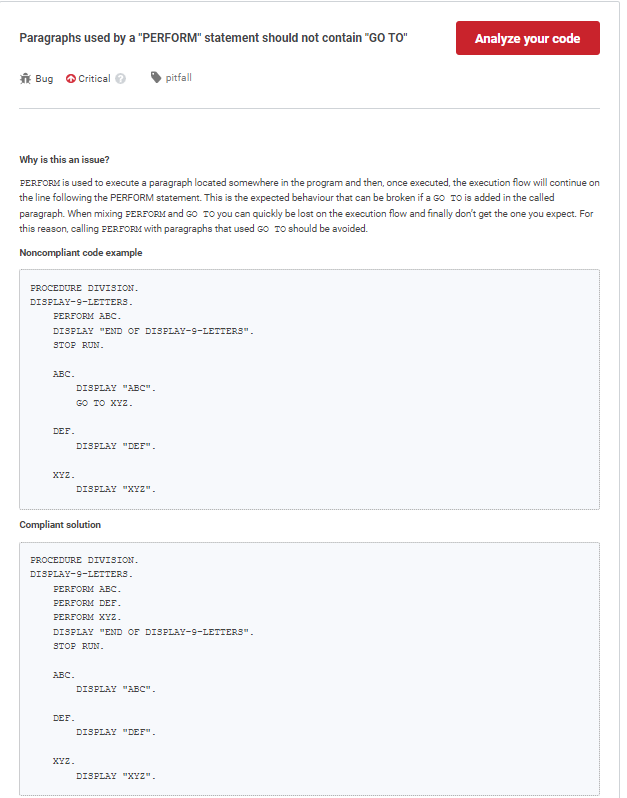 Paragraphs used by a "PERFORM" statement should not contain "GO TO"
Analyze your code
Bug Critical ? pitfall
Why is this an issue?
PERFORM is used to execute a paragraph located somewhere in the program and then, once executed, the execution flow will continue on
the line following the PERFORM statement. This is the expected behaviour that can be broken if a GO TO is added in the called
paragraph. When mixing PERFORM and GO TO you can quickly be lost on the execution flow and finally don't get the one you expect. For
this reason, calling PERFORM with paragraphs that used GO TO should be avoided.
Noncompliant code example
PROCEDURE DIVISION.
DISPLAY-9-LETTERS.
PERFORM ABC.
DISPLAY "END OF DISPLAY-9-LETTERS".
STOP RUN.
ABC.
DISPLAY "ABC".
GO TO XYZ.
DEF.
DISPLAY "DEF".
XYZ.
DISPLAY "XYZ".
Compliant solution
PROCEDURE DIVISION.
DISPLAY-9-LETTERS.
PERFORM ABC.
PERFORM DEF.
PERFORM XYZ.
DISPLAY "END OF DISPLAY-9-LETTERS".
STOP RUN.
ABC.
DISPLAY "ABC".
DEF.
DISPLAY "DEF".
XYZ.
DISPLAY "XYZ".